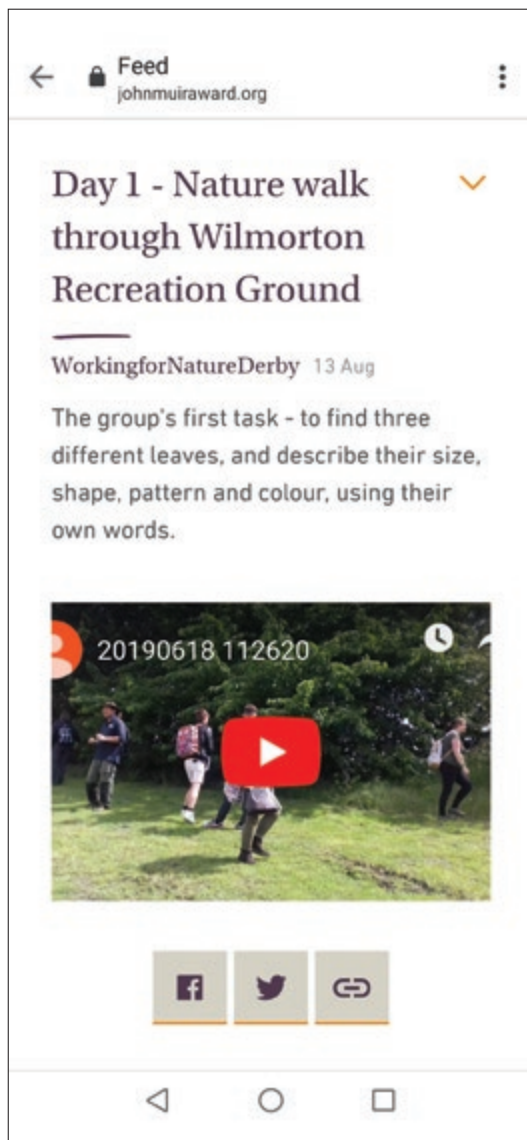 Feed
johnmuiraward.org
Day 1 - Nature walk
through Wilmorton
Recreation Ground
WorkingforNatureDerby 13 Aug
The group's first task - to find three
different leaves, and describe their size,
shape, pattern and colour, using their
own words.
20190618 112620